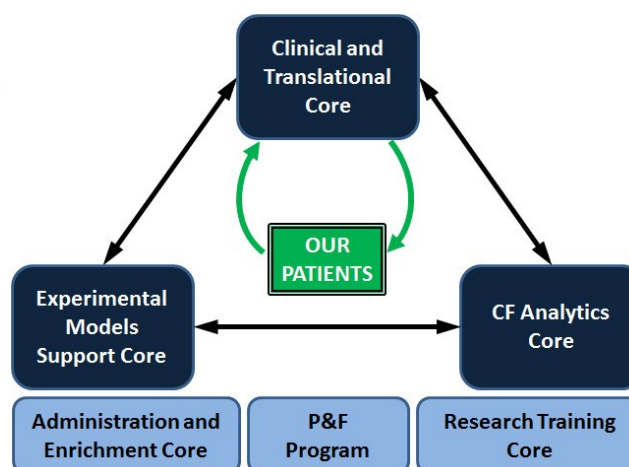 Clinical and
Translational
Core
OUR
PATIENTS
Experimental
Models
Support Core
CF Analytics
Core
Administration and
Enrichment Core
P&F
Program
Research Training
Core